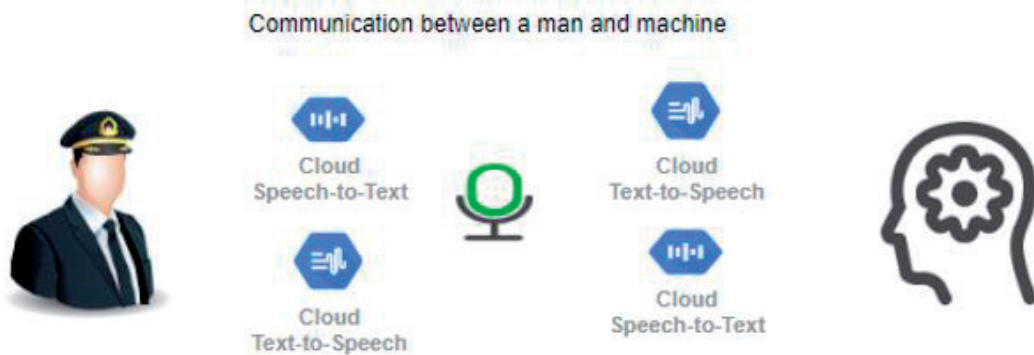 Communication between a man and machine
Cloud
Speech-to-Text
Cloud
Text-to-Speech
Cloud
Text-to-Speech
Cloud
Speech-to-Text